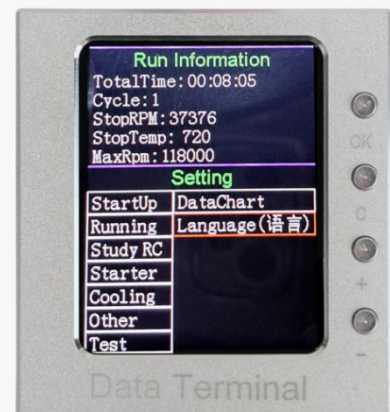 Run Information
TotalTime:00:08:05
Cycle:1
StopRPM:37376
StopTemp: 720
MaxRpm:118000
Setting
StartUp DataChart
Running Language(语言)
Study RC
Starter
Cooling
Other
Test
OK
C
+
-
Data Terminal